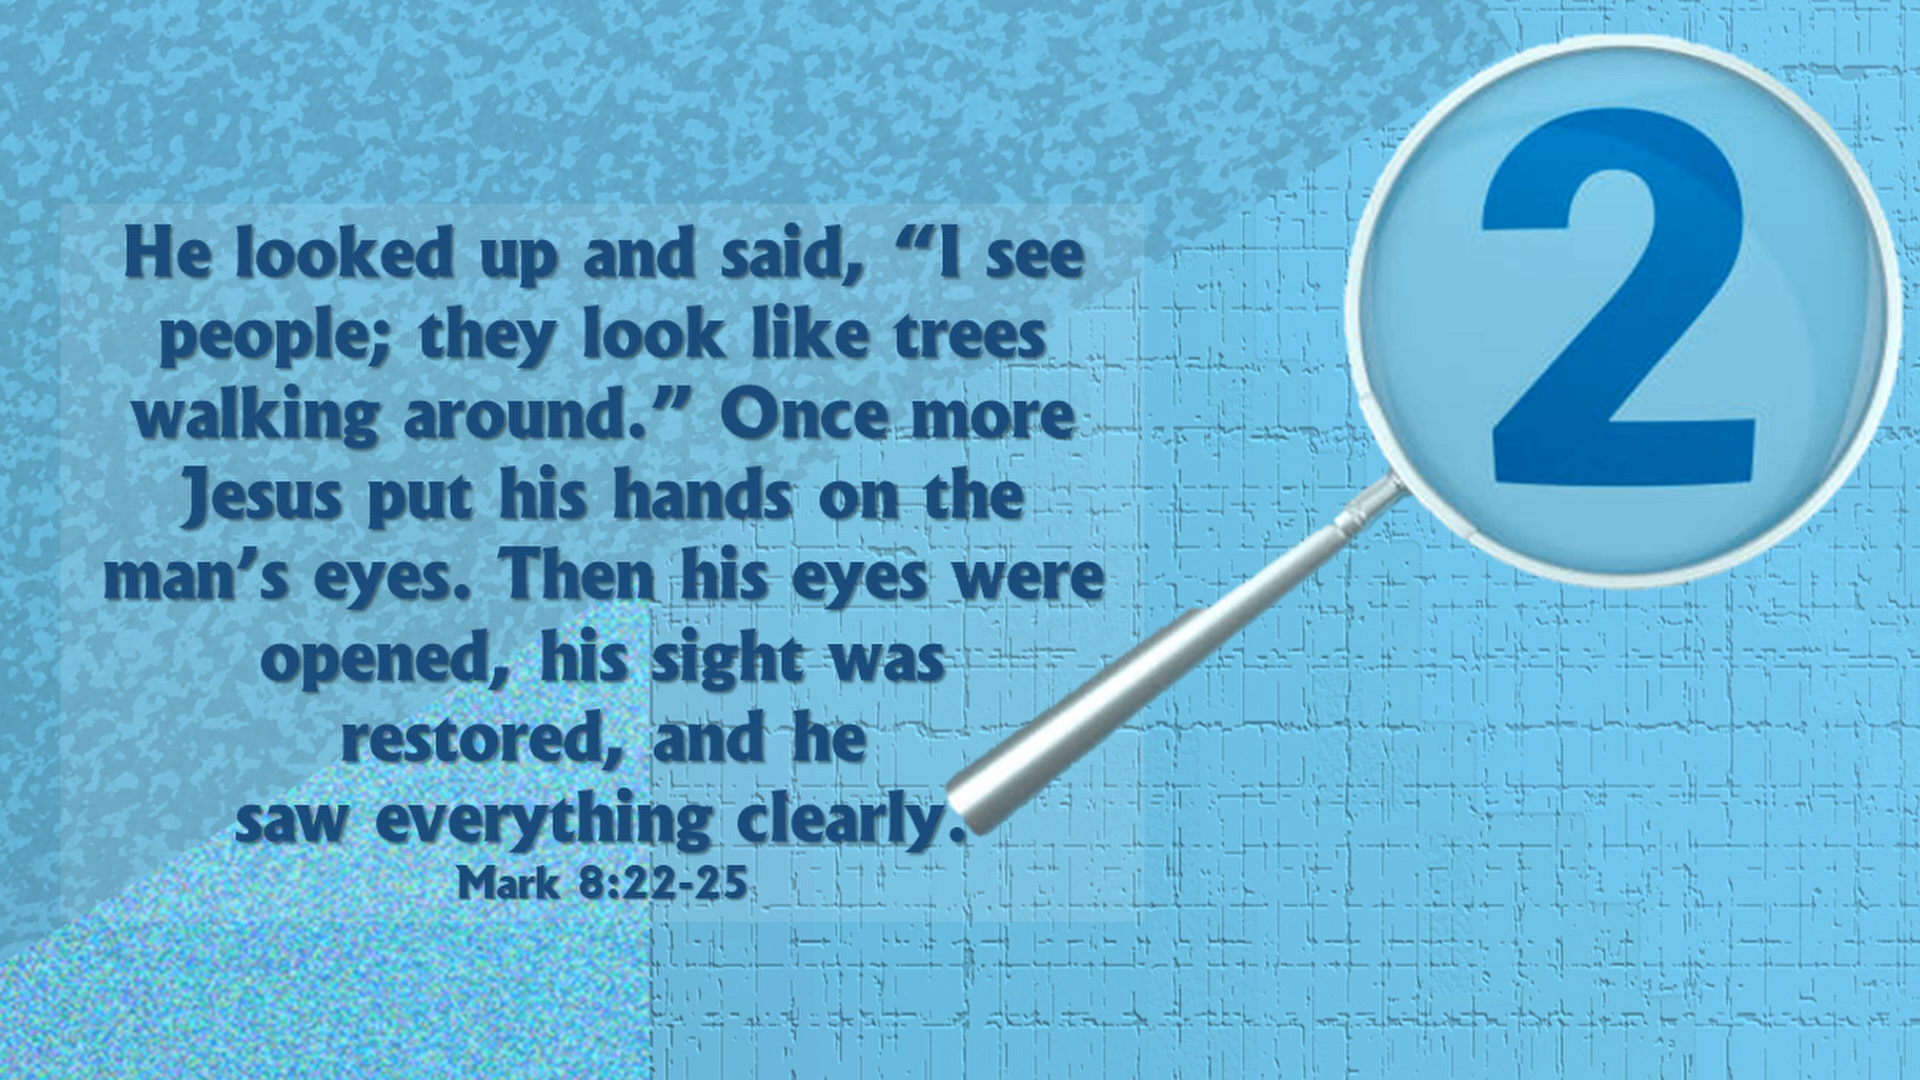 He looked up and said, “I see
people; they look like trees
walking around.” Once more
Jesus put his hands on the
man’s eyes. Then his eyes were
opened, his sight was
restored, and he
saw everything clearly.
Mark 8:22-25
2